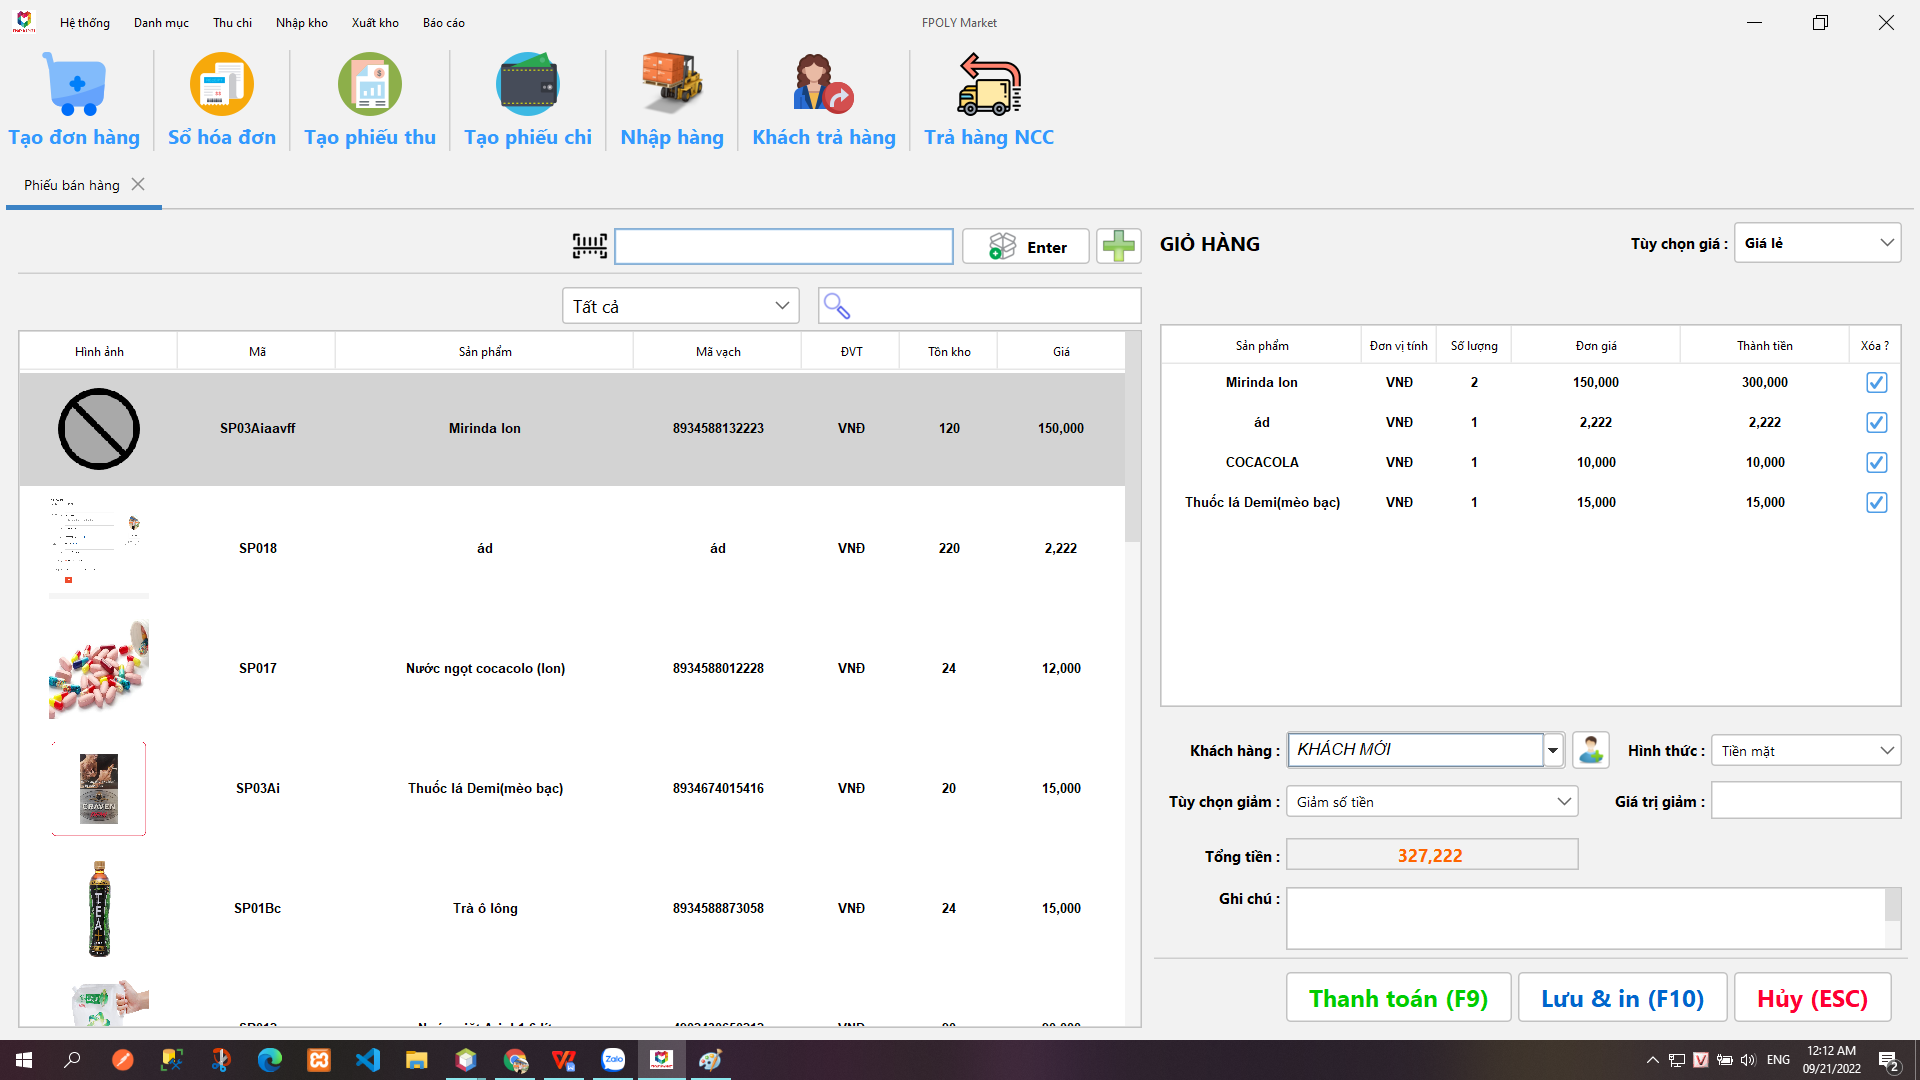 Hệ thống Danh mục Thu chi Nhập kho Xuất kho Báo cáo FPOLY Market
Tạo đơn hàng Sổ hóa đơn Tạo phiếu thu Tạo phiếu chi Nhập hàng Khách trả hàng Trả hàng NCC
Phiếu bán hàng
Enter
GIỎ HÀNG
Tùy chọn giá : Giá lẻ
Tất cả
Hình ảnh Mã Sản phẩm Mã vạch ĐVT Tồn kho Giá
SP03Aiaavff Mirinda lon 8934588132223 VNĐ 120 150,000
SP018 ád ád VNĐ 220 2,222
SP017 Nước ngọt cocacolo (lon) 8934588012228 VNĐ 24 12,000
CRAVEN
SP03Ai Thuốc lá Demi(mèo bạc) 8934674015416 VNĐ 20 15,000
TEA+
SP01Bc Trà ô lông 8934588873058 VNĐ 24 15,000
Sản phẩm Đơn vị tính Số lượng Đơn giá Thành tiền Xóa ?
Mirinda lon VNĐ 2 150,000 300,000
ád VNĐ 1 2,222 2,222
COCACOLA VNĐ 1 10,000 10,000
Thuốc lá Demi(mèo bạc) VNĐ 1 15,000 15,000
Khách hàng : KHÁCH MỚI Hình thức : Tiền mặt
Tùy chọn giảm : Giảm số tiền Giá trị giảm :
Tổng tiền : 327,222
Ghi chú :
Thanh toán (F9) Lưu & in (F10) Hủy (ESC)
Zalo
ENG
12:12 AM
09/21/2022
2